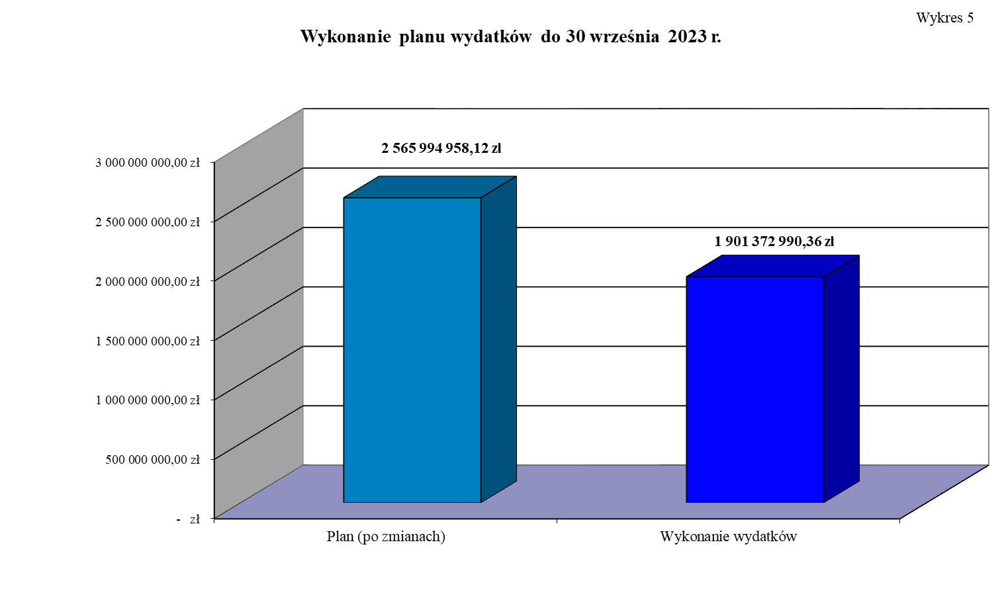 Wykres 5
Wykonanie planu wydatków do 30 września 2023 r.
2 565 994 958,12 zł
3 000 000 000,00 zł
2 500 000 000,00 zł
1 901 372 990,36 zł
2 000 000 000,00 zł
1 500 000 000,00 zł
1 000 000 000,00 zł
500 000 000,00 zł
- zł
Plan (po zmianach)
Wykonanie wydatków